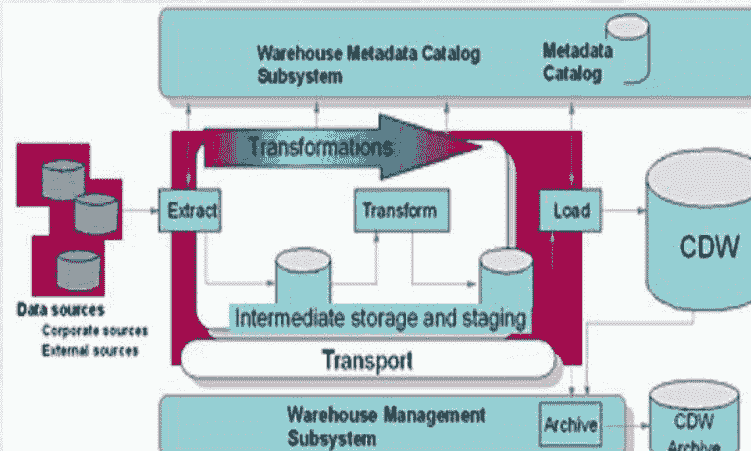 Warehouse Metadata Catalog
Subsystem
Metadata
Catalog
Transformations
Extract
Transform
Load
CDW
Data sources
Corporate sources
External sources
Intermediate storage and staging
Transport
Warehouse Management
Subsystem
Archive
CDW
Archive